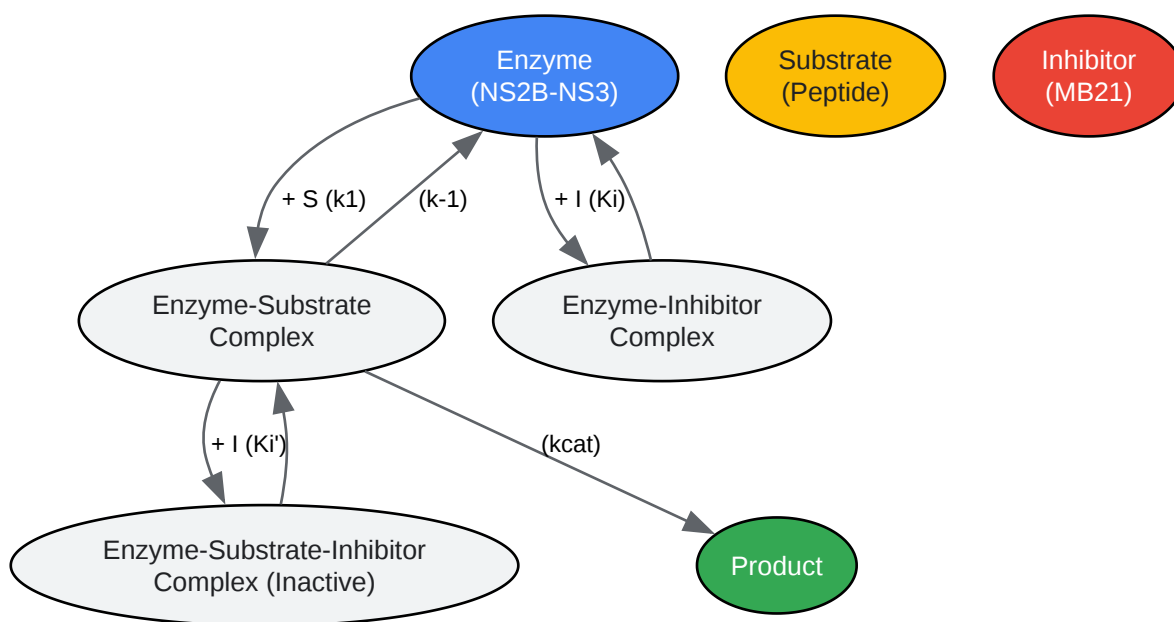 Enzyme
(NS2B-NS3)
Substrate
(Peptide)
Inhibitor
(MB21)
+ S (k1)
(k-1)
+ I (Ki)
Enzyme-Substrate
Complex
Enzyme-Inhibitor
Complex
+ I (Ki')
(kcat)
Enzyme-Substrate-Inhibitor
Complex (Inactive)
Product